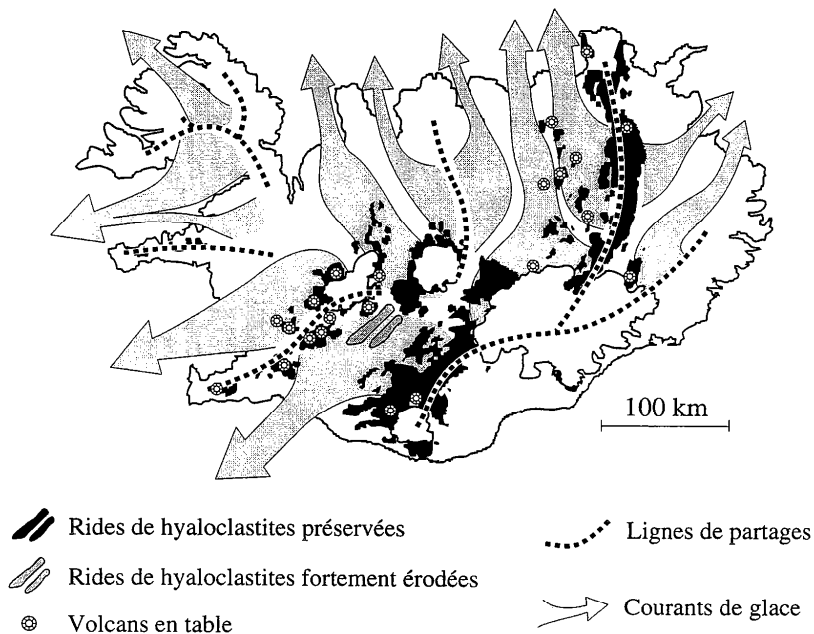 100 km
Rides de hyaloclastites préservées
Rides de hyaloclastites fortement érodées
Volcans en table
Lignes de partages
Courants de glace